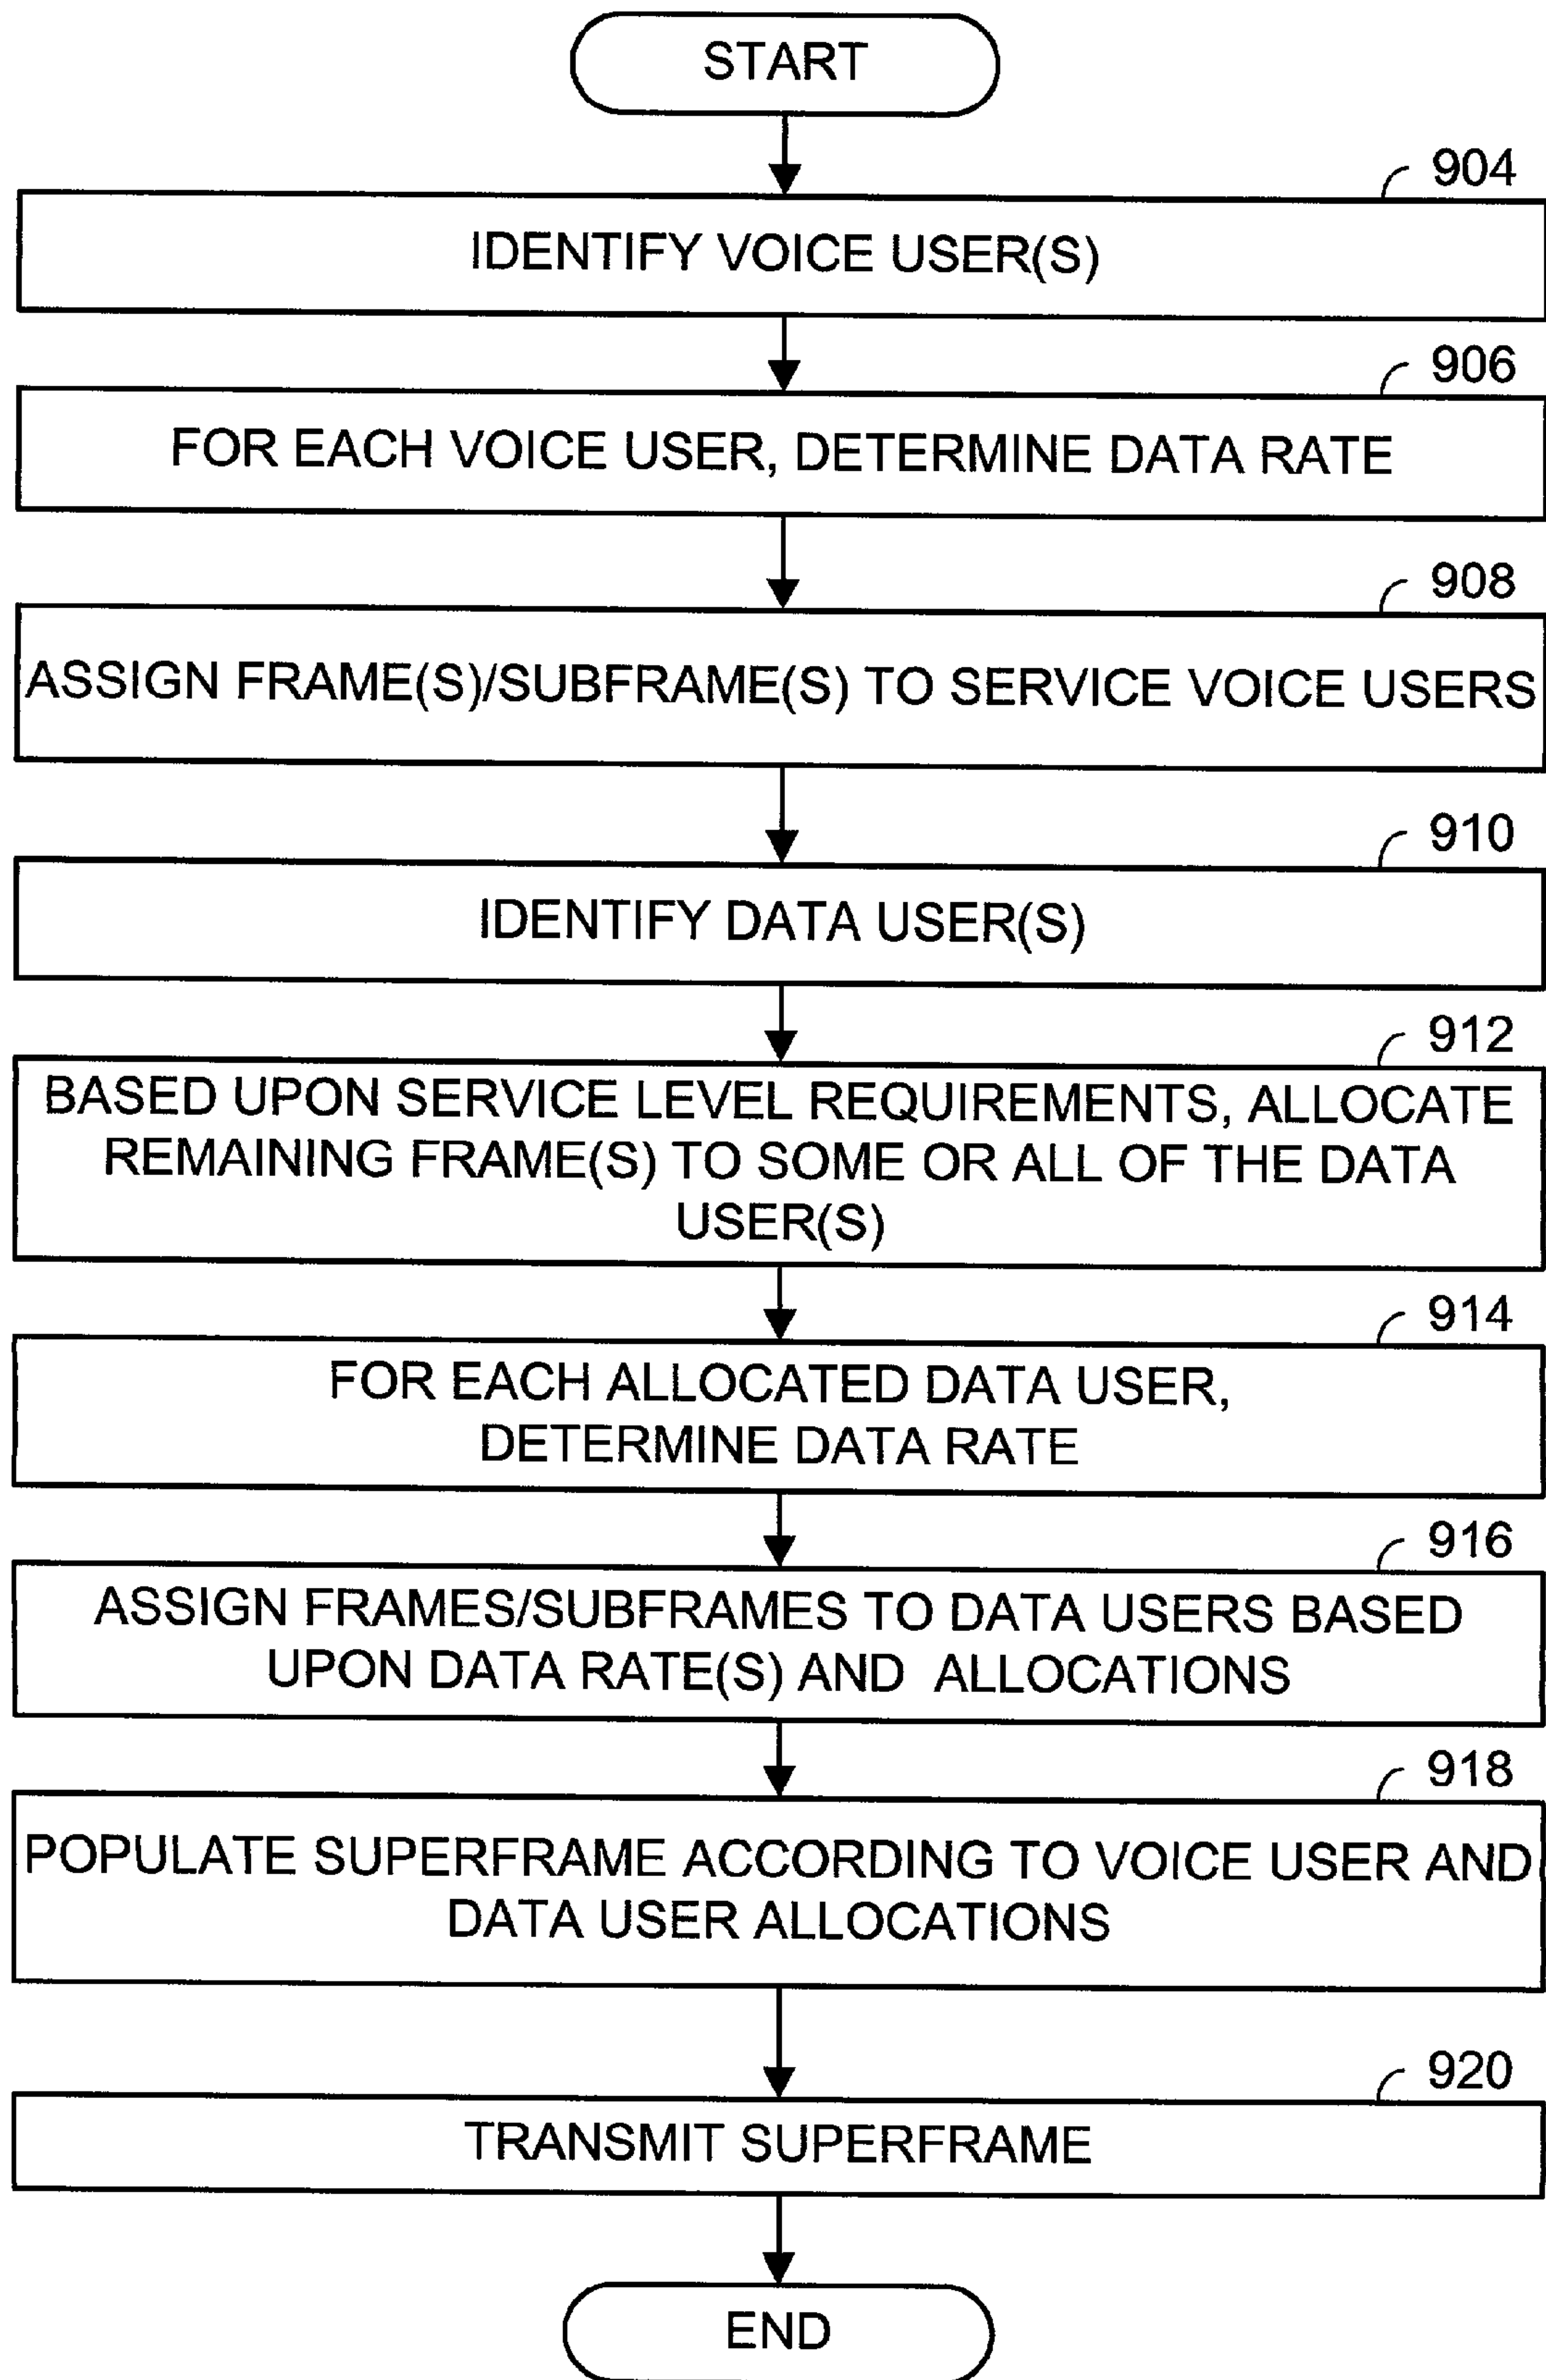 START
904
IDENTIFY VOICE USER(S)
906
FOR EACH VOICE USER, DETERMINE DATA RATE
908
ASSIGN FRAME(S)/SUBFRAME(S) TO SERVICE VOICE USERS
910
IDENTIFY DATA USER(S)
912
BASED UPON SERVICE LEVEL REQUIREMENTS, ALLOCATE
REMAINING FRAME(S) TO SOME OR ALL OF THE DATA
USER(S)
914
FOR EACH ALLOCATED DATA USER,
DETERMINE DATA RATE
916
ASSIGN FRAMES/SUBFRAMES TO DATA USERS BASED
UPON DATA RATE(S) AND ALLOCATIONS
918
POPULATE SUPERFRAME ACCORDING TO VOICE USER AND
DATA USER ALLOCATIONS
920
TRANSMIT SUPERFRAME
END